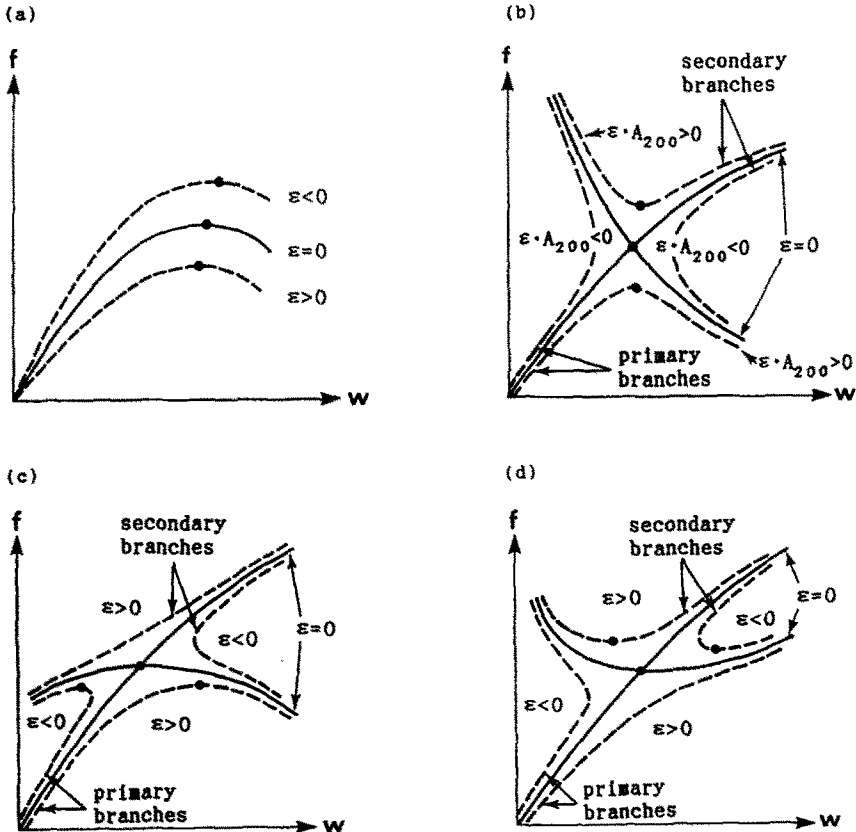 (a)
f
ε<0
ε=0
ε>0
w
(b)
f
secondary
branches
ε·A₂₀₀>0
ε·A₂₀₀<0
ε·A₂₀₀<0
ε=0
primary
branches
ε·A₂₀₀>0
w
(c)
f
secondary
branches
ε>0
ε<0
ε=0
ε<0
ε>0
primary
branches
w
(d)
f
secondary
branches
ε>0
ε<0
ε=0
ε<0
ε>0
primary
branches
w